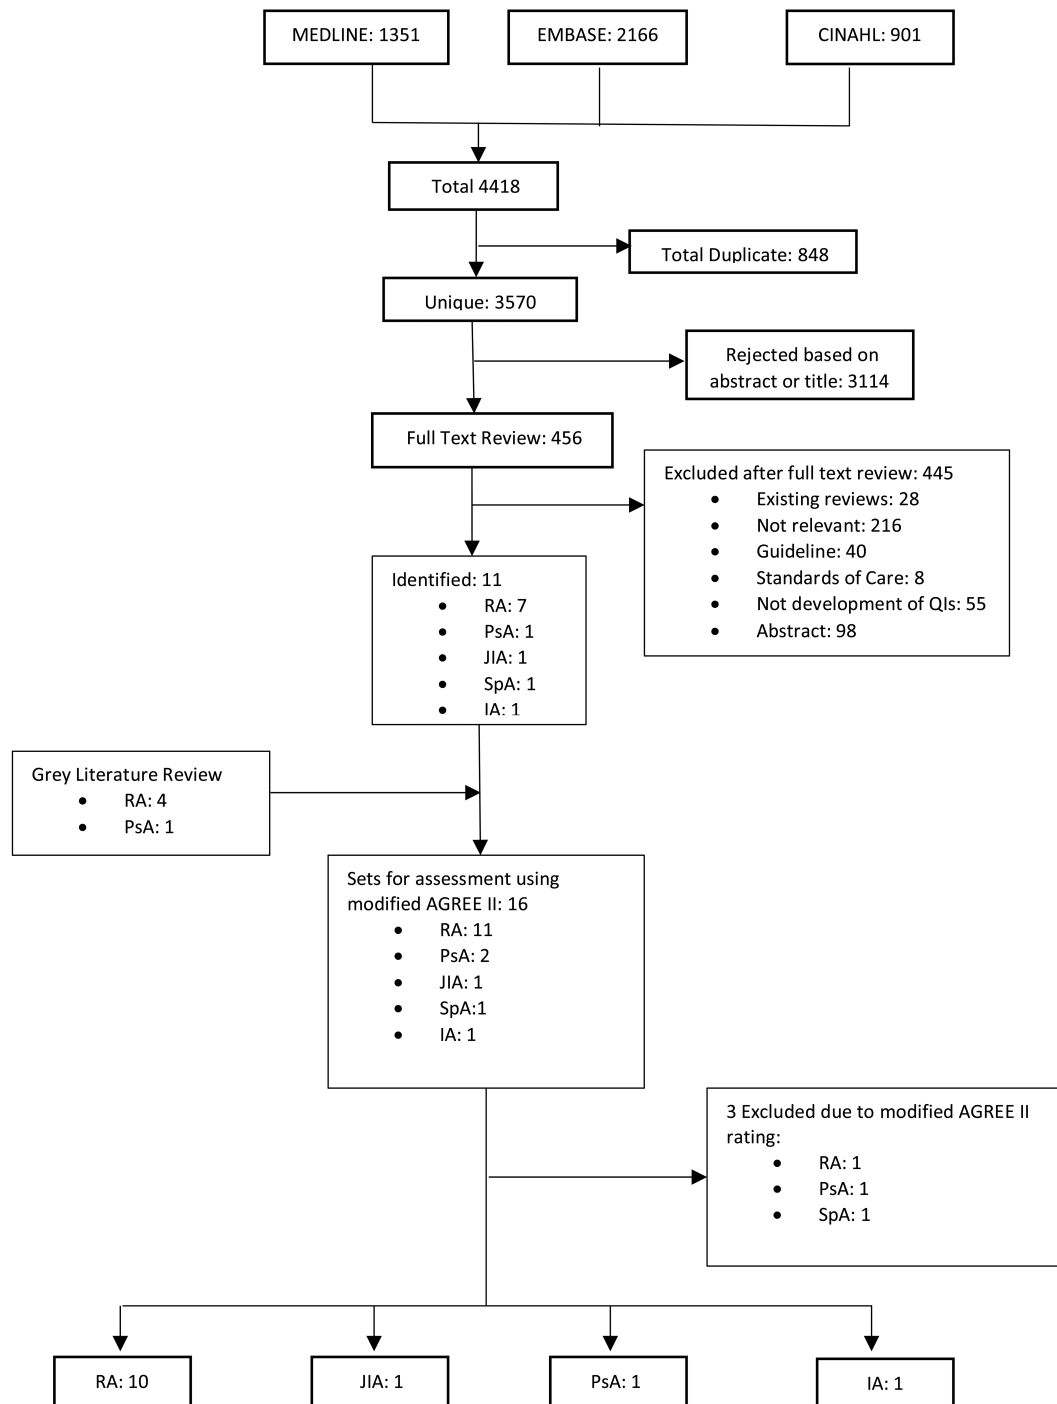 MEDLINE: 1351
EMBASE: 2166
CINAHL: 901
Total 4418
Total Duplicate: 848
Unique: 3570
Rejected based on
abstract or title: 3114
Full Text Review: 456
Excluded after full text review: 445
• Existing reviews: 28
• Not relevant: 216
• Guideline: 40
• Standards of Care: 8
• Not development of QIs: 55
• Abstract: 98
Identified: 11
• RA: 7
• PsA: 1
• JIA: 1
• SpA: 1
• IA: 1
Grey Literature Review
• RA: 4
• PsA: 1
Sets for assessment using
modified AGREE II: 16
• RA: 11
• PsA: 2
• JIA: 1
• SpA:1
• IA: 1
3 Excluded due to modified AGREE II
rating:
• RA: 1
• PsA: 1
• SpA: 1
RA: 10
JIA: 1
PsA: 1
IA: 1